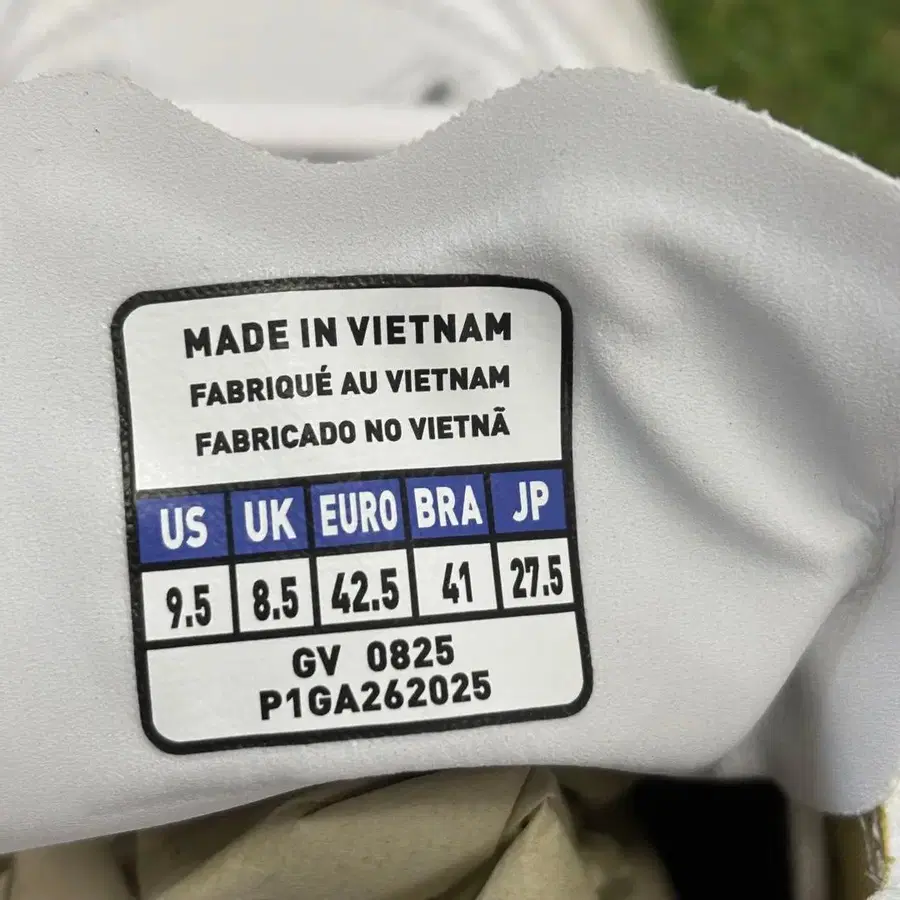 MADE IN VIETNAM
FABRIQUÉ AU VIETNAM
FABRICADO NO VIETNÃ
US UK EURO BRA JP
9.5 8.5 42.5 41 27.5
GV 0825
P1GA262025